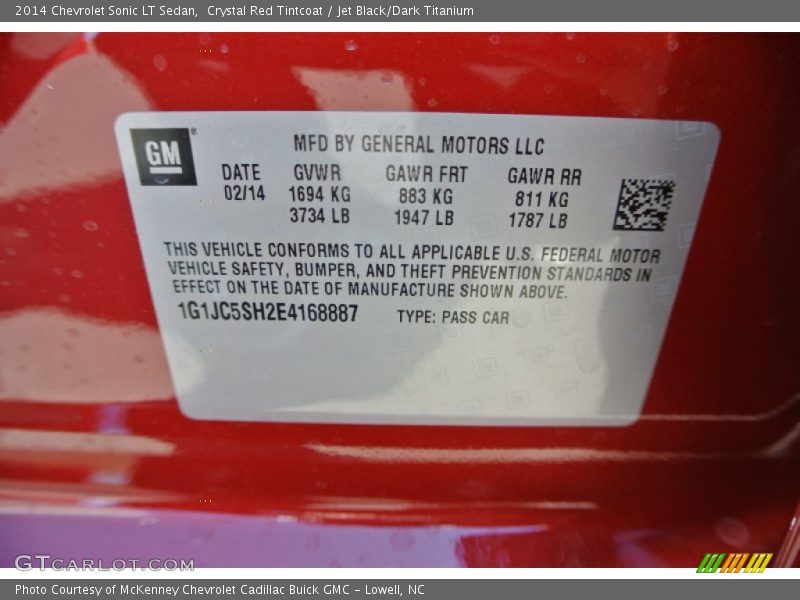 2014 Chevrolet Sonic LT Sedan,  Crystal Red Tintcoat / Jet Black/Dark Titanium
GM
MFD BY GENERAL MOTORS LLC
DATE GVWR GAWR FRT GAWR RR
02/14 1694 KG 883 KG 811 KG
3734 LB 1947 LB 1787 LB
THIS VEHICLE CONFORMS TO ALL APPLICABLE U.S. FEDERAL MOTOR
VEHICLE SAFETY, BUMPER, AND THEFT PREVENTION STANDARDS IN
EFFECT ON THE DATE OF MANUFACTURE SHOWN ABOVE.
1G1JC5SH2E4168887 TYPE: PASS CAR
GTCARLOT.COM
Photo Courtesy of McKenney Chevrolet Cadillac Buick GMC – Lowell, NC